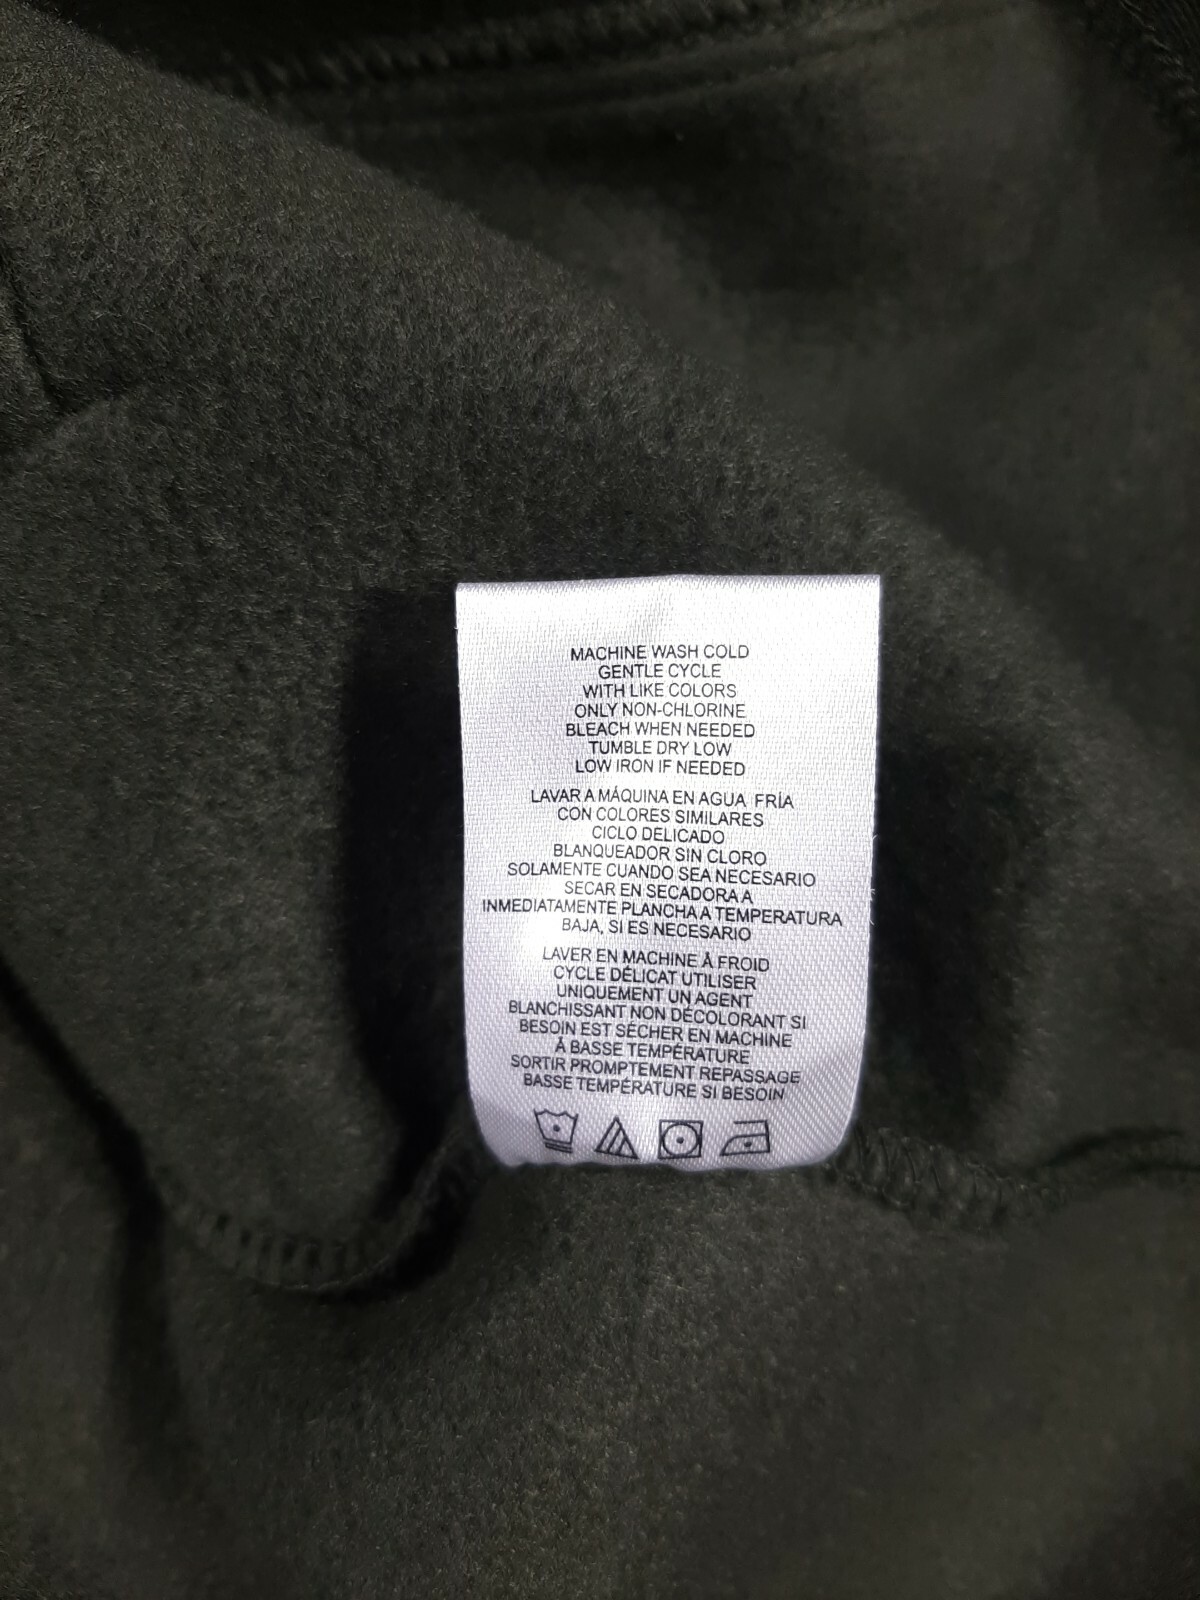 MACHINE WASH COLD
GENTLE CYCLE
WITH LIKE COLORS
ONLY NON-CHLORINE
BLEACH WHEN NEEDED
TUMBLE DRY LOW
LOW IRON IF NEEDED
LAVAR A MÁQUINA EN AGUA FRÍA
CON COLORES SIMILARES
CICLO DELICADO
BLANQUEADOR SIN CLORO
SOLAMENTE CUANDO SEA NECESARIO
SECAR EN SECADORA A
INMEDIATAMENTE PLANCHA A TEMPERATURA
BAJA, SI ES NECESARIO
LAVER EN MACHINE À FROID
CYCLE DÉLICAT UTILISER
UNIQUEMENT UN AGENT
BLANCHISSANT NON DÉCOLORANT SI
BESOIN EST SÉCHER EN MACHINE
À BASSE TEMPÉRATURE
SORTIR PROMPTEMENT REPASSAGE
BASSE TEMPÉRATURE SI BESOIN